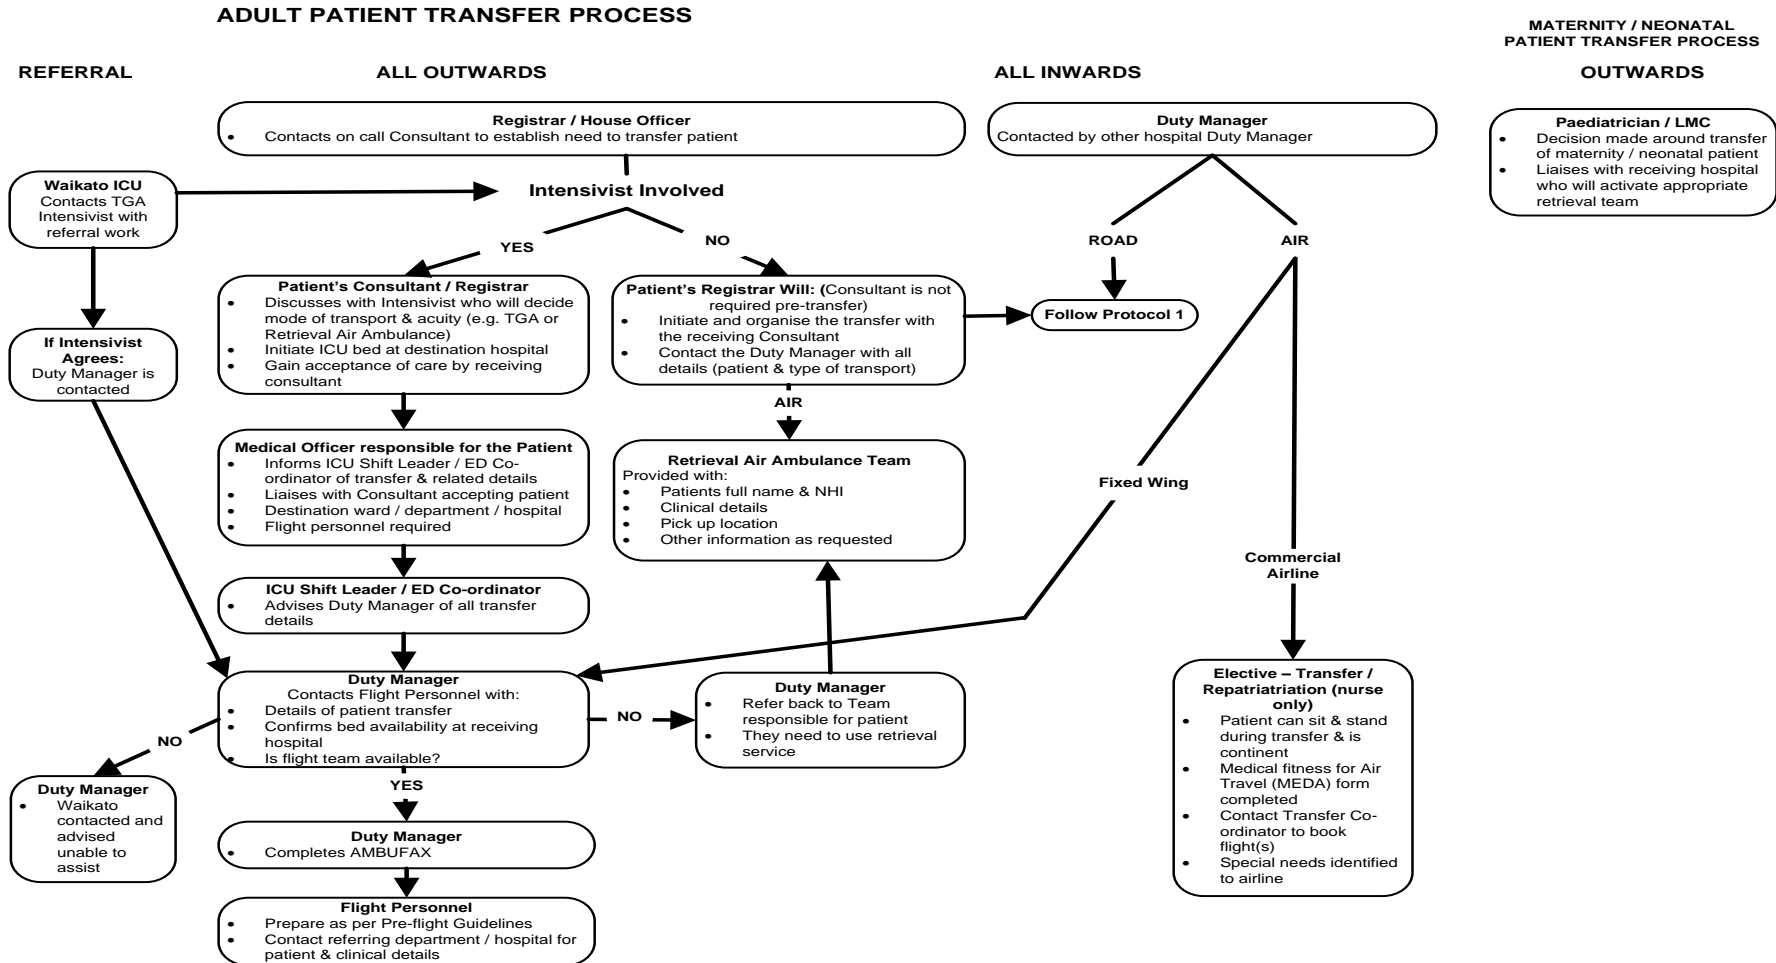 ADULT PATIENT TRANSFER PROCESS
MATERNITY / NEONATAL
PATIENT TRANSFER PROCESS
REFERRAL
ALL OUTWARDS
ALL INWARDS
OUTWARDS
Registrar / House Officer
• Contacts on call Consultant to establish need to transfer patient
Duty Manager
Contacted by other hospital Duty Manager
Paediatrician / LMC
• Decision made around transfer
of maternity / neonatal patient
• Liaises with receiving hospital
who will activate appropriate
retrieval team
Waikato ICU
Contacts TGA
Intensivist with
referral work
Intensivist Involved
YES
NO
ROAD
AIR
Patient's Consultant / Registrar
• Discusses with Intensivist who will decide
mode of transport & acuity (e.g. TGA or
Retrieval Air Ambulance)
• Initiate ICU bed at destination hospital
• Gain acceptance of care by receiving
consultant
Patient's Registrar Will: (Consultant is not
required pre-transfer)
• Initiate and organise the transfer with
the receiving Consultant
• Contact the Duty Manager with all
details (patient & type of transport)
Follow Protocol 1
If Intensivist
Agrees:
Duty Manager is
contacted
AIR
Medical Officer responsible for the Patient
• Informs ICU Shift Leader / ED Co-
ordinator of transfer & related details
• Liaises with Consultant accepting patient
• Destination ward / department / hospital
• Flight personnel required
Retrieval Air Ambulance Team
Provided with:
• Patients full name & NHI
• Clinical details
• Pick up location
• Other information as requested
Fixed Wing
Commercial
Airline
ICU Shift Leader / ED Co-ordinator
• Advises Duty Manager of all transfer
details
Duty Manager
Contacts Flight Personnel with:
• Details of patient transfer
• Confirms bed availability at receiving
hospital
• Is flight team available?
NO
Duty Manager
• Refer back to Team
responsible for patient
• They need to use retrieval
service
Elective – Transfer /
Repatriatriation (nurse
only)
• Patient can sit & stand
during transfer & is
continent
• Medical fitness for Air
Travel (MEDA) form
completed
• Contact Transfer Co-
ordinator to book
flight(s)
• Special needs identified
to airline
NO
Duty Manager
• Waikato
contacted and
advised
unable to
assist
YES
Duty Manager
• Completes AMBUFAX
Flight Personnel
• Prepare as per Pre-flight Guidelines
• Contact referring department / hospital for
patient & clinical details